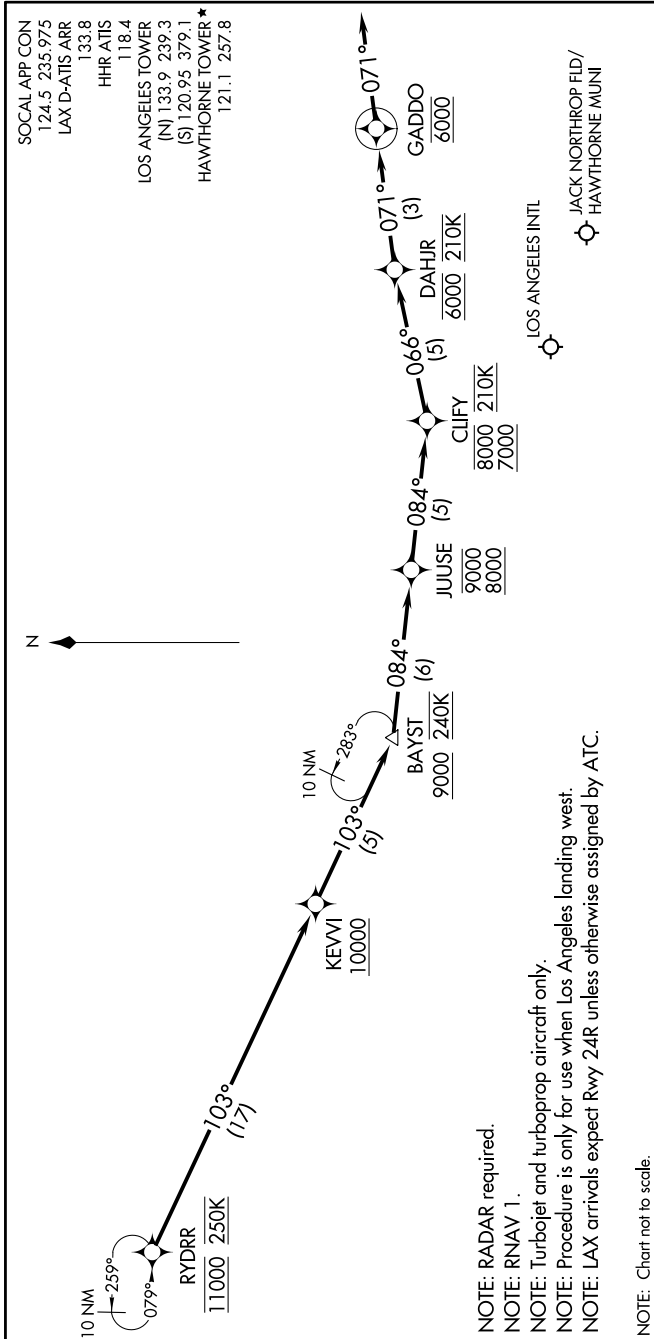 SOCAL APP CON
124.5 235.975
LAX D-ATIS ARR
133.8
HHR ATIS
118.4
LOS ANGELES TOWER
(N) 133.9 239.3
(S) 120.95 379.1
HAWTHORNE TOWER★
121.1 257.8
N
10 NM
259°
079°
RYDRR
11000 250K
103°
(17)
KEVVI
10000
103°
(5)
10 NM
283°
BAYST
9000 240K
084°
(6)
JUUSE
9000
8000
084°
(5)
CLIFY
8000 210K
7000
066°
(5)
DAHJR
6000 210K
071°
(3)
GADDO
6000
071°
LOS ANGELES INTL
JACK NORTHROP FLD/
HAWTHORNE MUNI
NOTE: RADAR required.
NOTE: RNAV 1.
NOTE: Turbojet and turboprop aircraft only.
NOTE: Procedure is only for use when Los Angeles landing west.
NOTE: LAX arrivals expect Rwy 24R unless otherwise assigned by ATC.
NOTE: Chart not to scale.